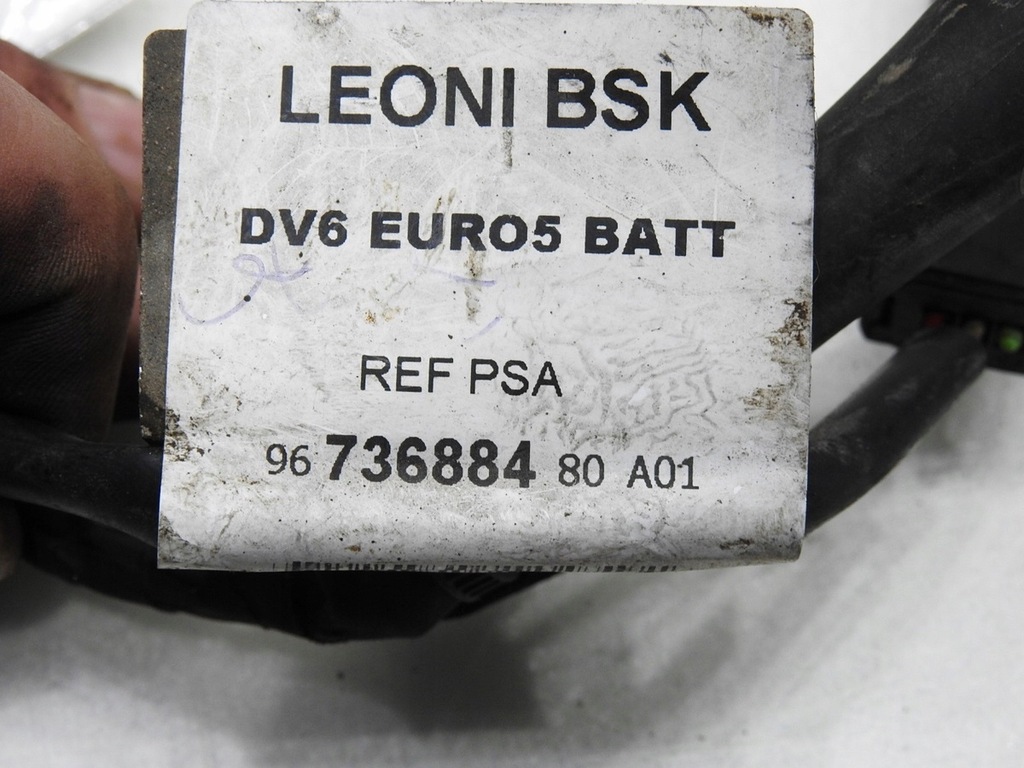 LEONI BSK
DV6 EURO5 BATT
REF PSA
96 736884 80 A01